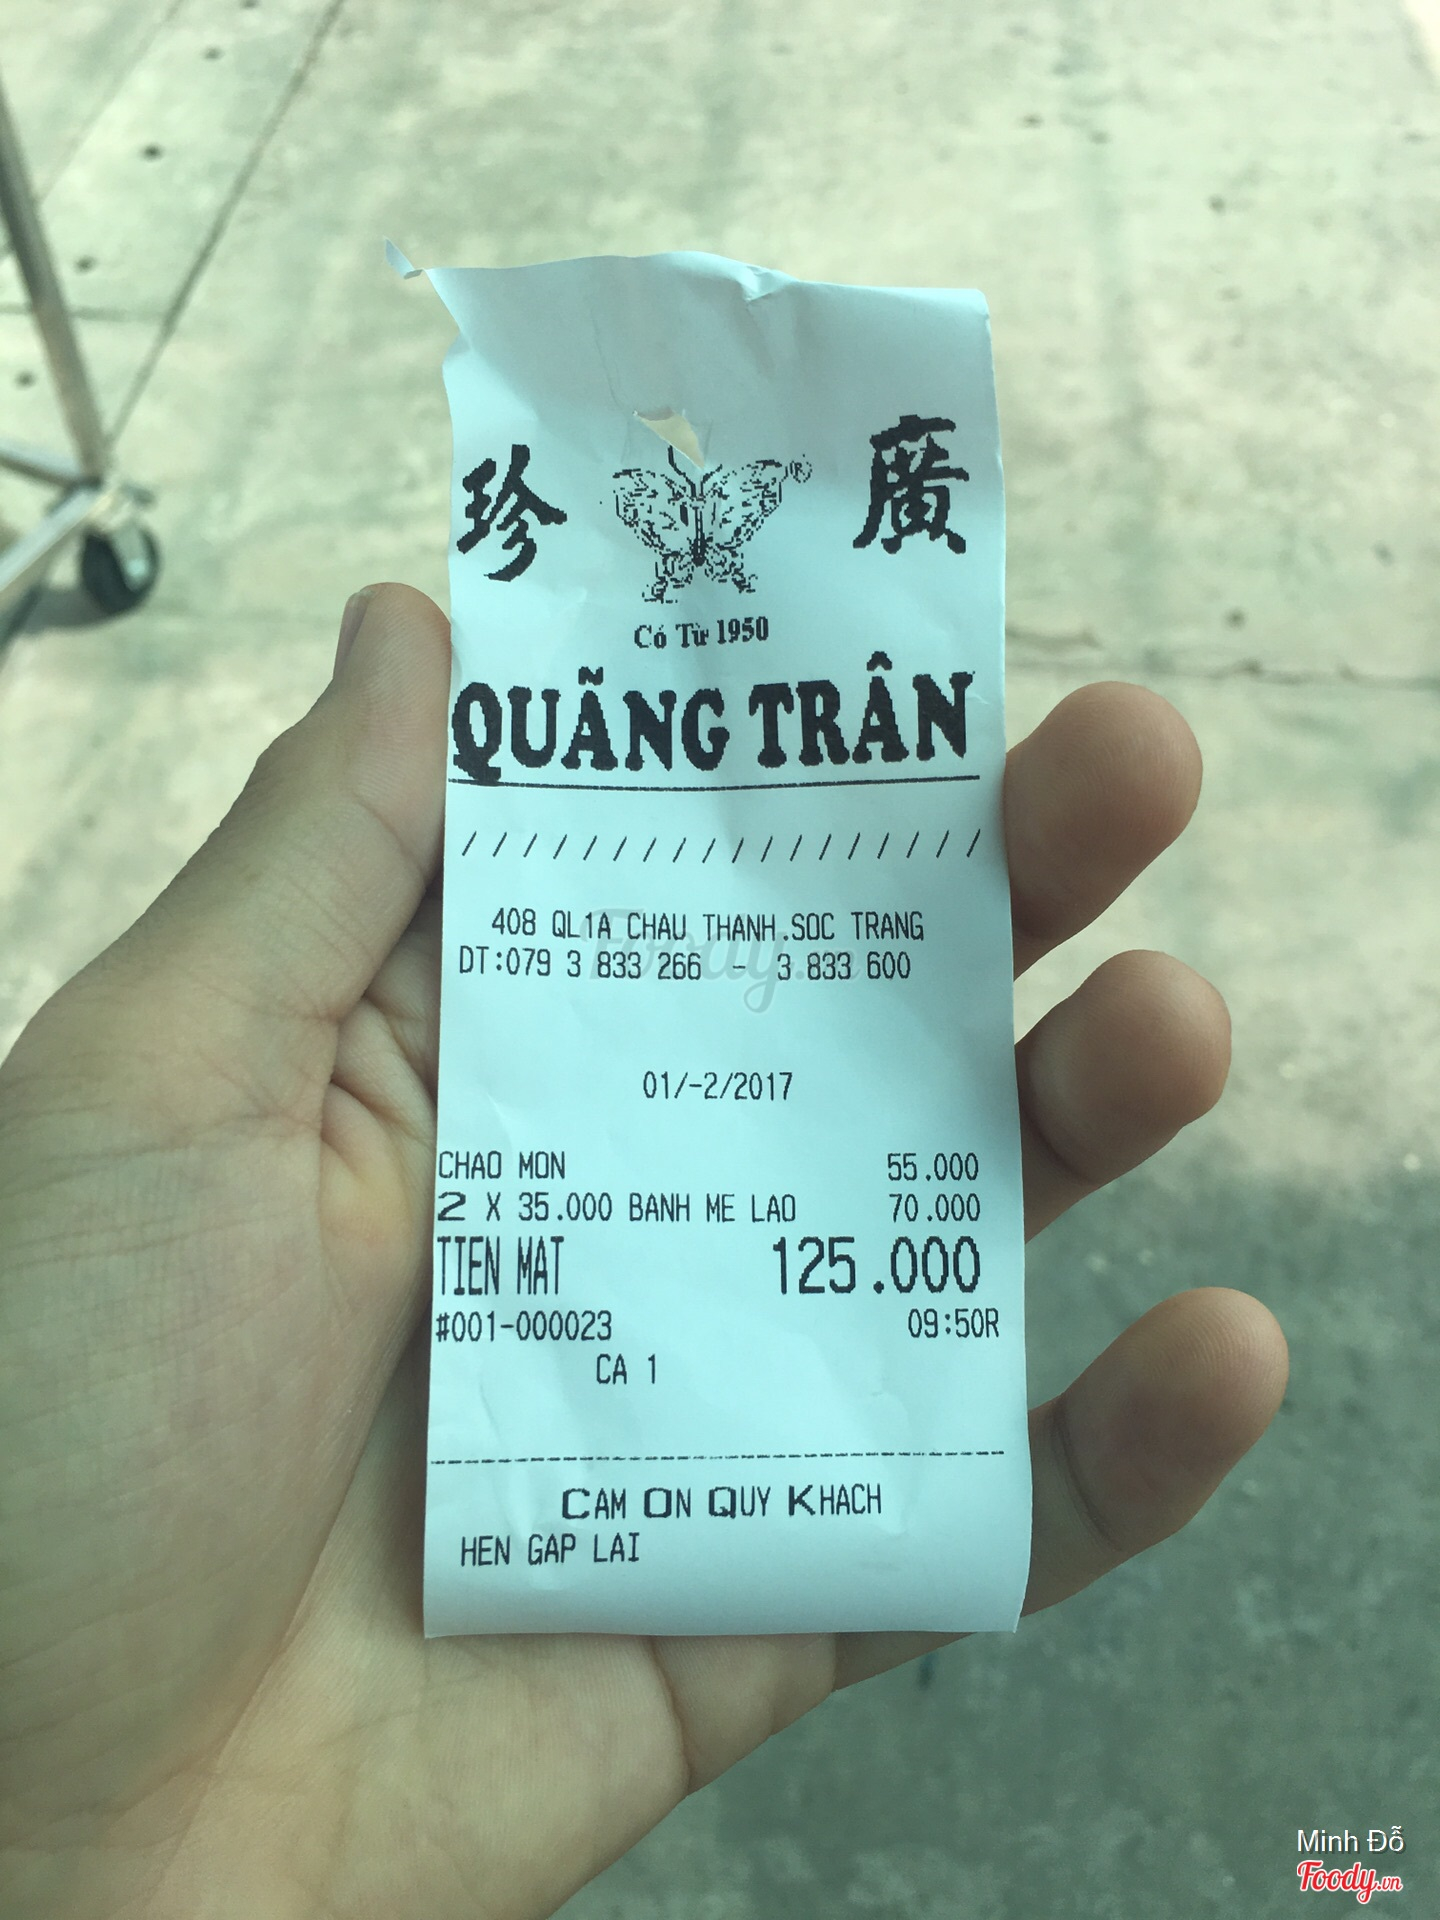 珍 廣
®
Có Từ 1950
QUÃNG TRÂN
/ / / / / / / / / / / / / / / / / /
408 QL1A CHAU THANH.SOC TRANG
DT:079 3 833 266 - 3 833 600
01/-2/2017
CHAO MON 55.000
2 X 35.000 BANH ME LAO 70.000
TIEN MAT 125.000
#001-000023 09:50R
CA 1
CAM ON QUY KHACH
HEN GAP LAI
Foody.vn
Minh Đỗ
Foody.vn